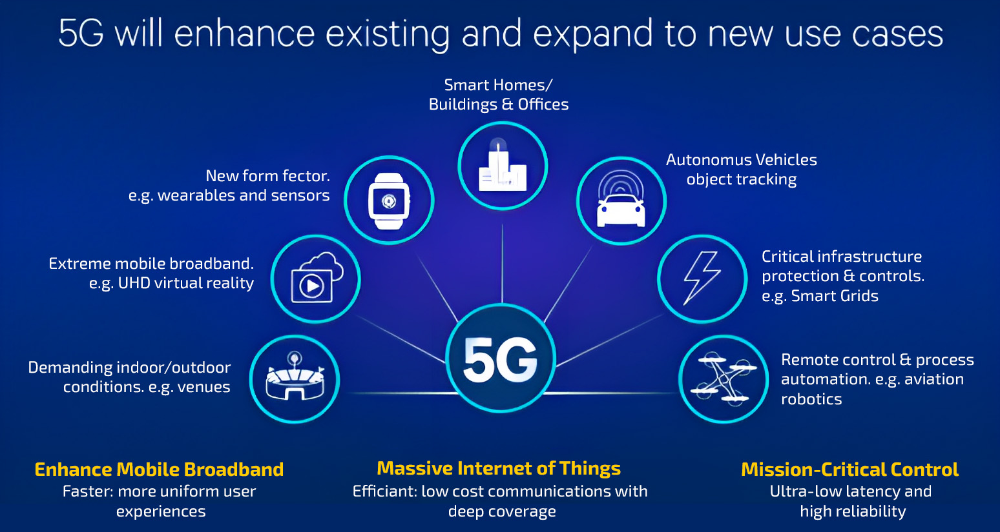 5G will enhance existing and expand to new use cases
Smart Homes/
Buildings & Offices
New form fector.
e.g. wearables and sensors
Autonomus Vehicles
object tracking
Extreme mobile broadband.
e.g. UHD virtual reality
Critical infrastructure
protection & controls.
e.g. Smart Grids
Demanding indoor/outdoor
conditions. e.g. venues
5G
Remote control & process
automation. e.g. aviation
robotics
Enhance Mobile Broadband
Faster: more uniform user
experiences
Massive Internet of Things
Efficiant: low cost communications with
deep coverage
Mission-Critical Control
Ultra-low latency and
high reliability